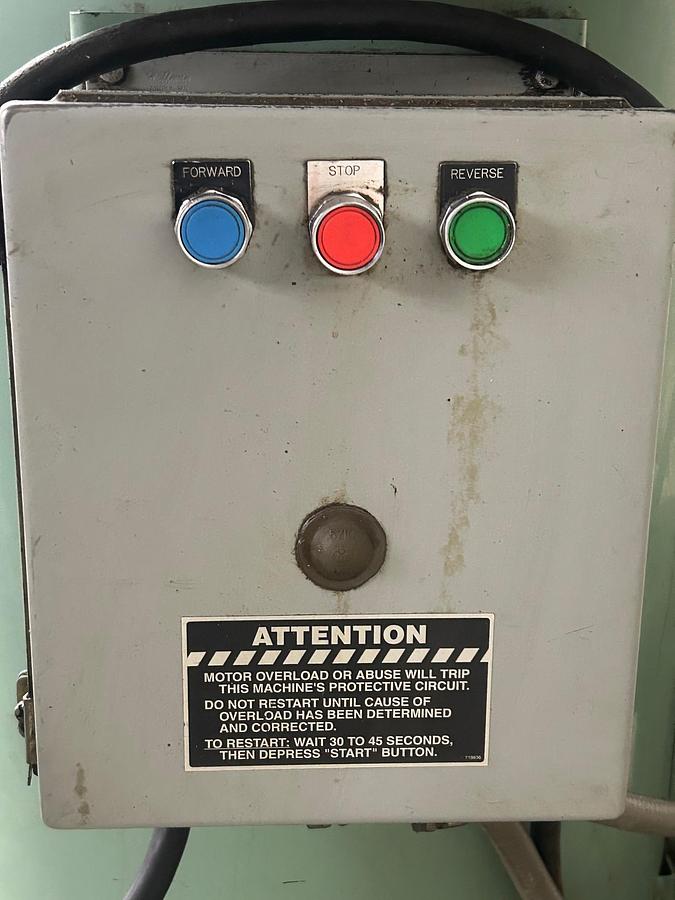 FORWARD
STOP
REVERSE
ATTENTION
MOTOR OVERLOAD OR ABUSE WILL TRIP
THIS MACHINE'S PROTECTIVE CIRCUIT.
DO NOT RESTART UNTIL CAUSE OF
OVERLOAD HAS BEEN DETERMINED
AND CORRECTED.
TO RESTART: WAIT 30 TO 45 SECONDS,
THEN DEPRESS "START" BUTTON.